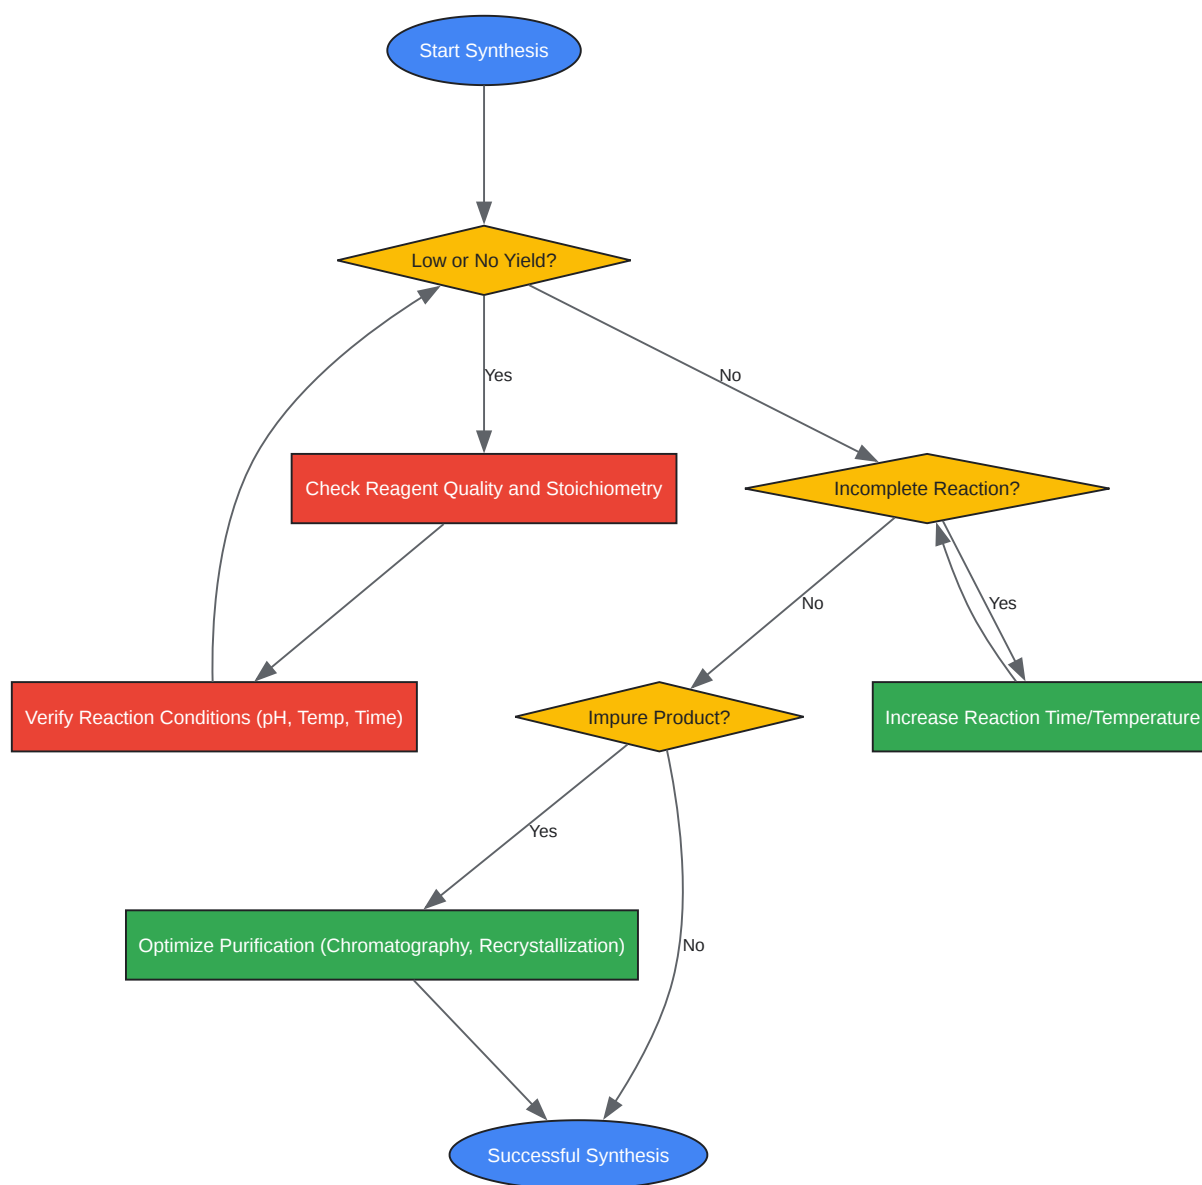 Start Synthesis
Low or No Yield?
Yes
No
Check Reagent Quality and Stoichiometry
Incomplete Reaction?
No
Yes
Verify Reaction Conditions (pH, Temp, Time)
Impure Product?
Increase Reaction Time/Temperature
Yes
Optimize Purification (Chromatography, Recrystallization)
No
Successful Synthesis